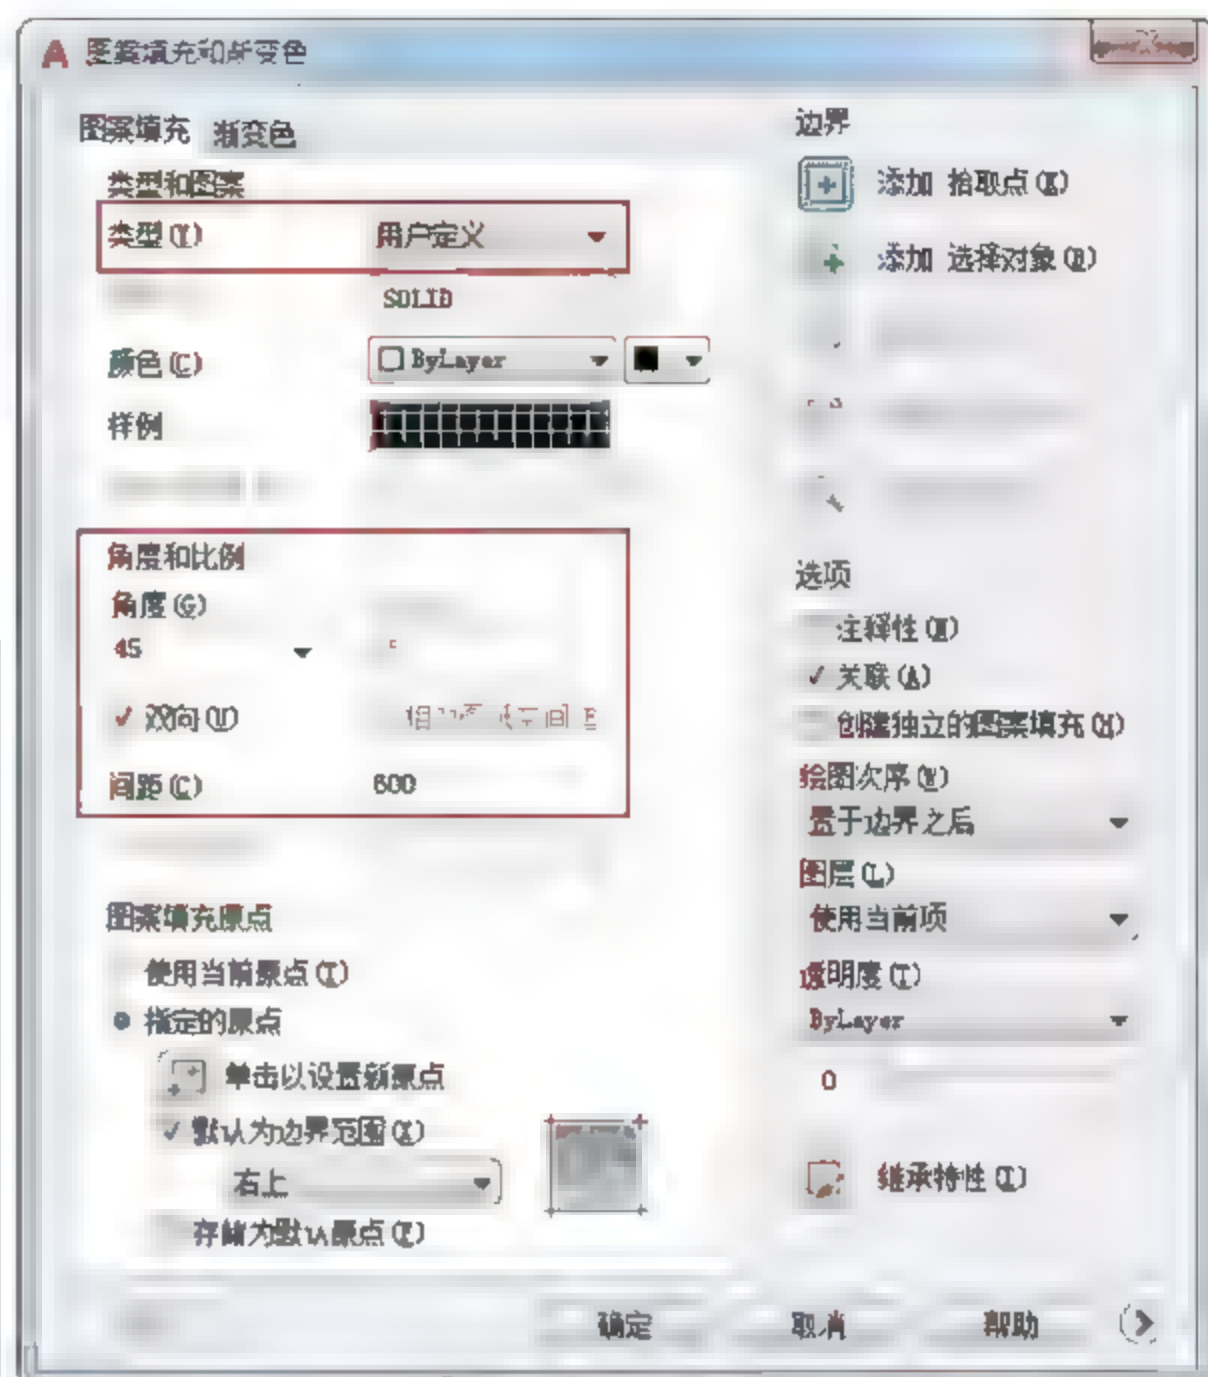 图案填充和渐变色
图案填充 渐变色
类型和图案
类型(Y) 用户定义
SOLID
颜色(C) ByLayer
样例
角度和比例
角度(G)
45
双向(U)
间距(C) 600
图案填充原点
使用当前原点(T)
指定的原点
单击以设置新原点
默认为边界范围(X)
右上
存储为默认原点(F)
边界
添加 拾取点(K)
添加 选择对象(B)
选项
注释性(N)
关联(A)
创建独立的图案填充(H)
绘图次序(W)
置于边界之后
图层(L)
使用当前项
透明度(T)
ByLayer
0
继承特性(I)
确定 取消 帮助